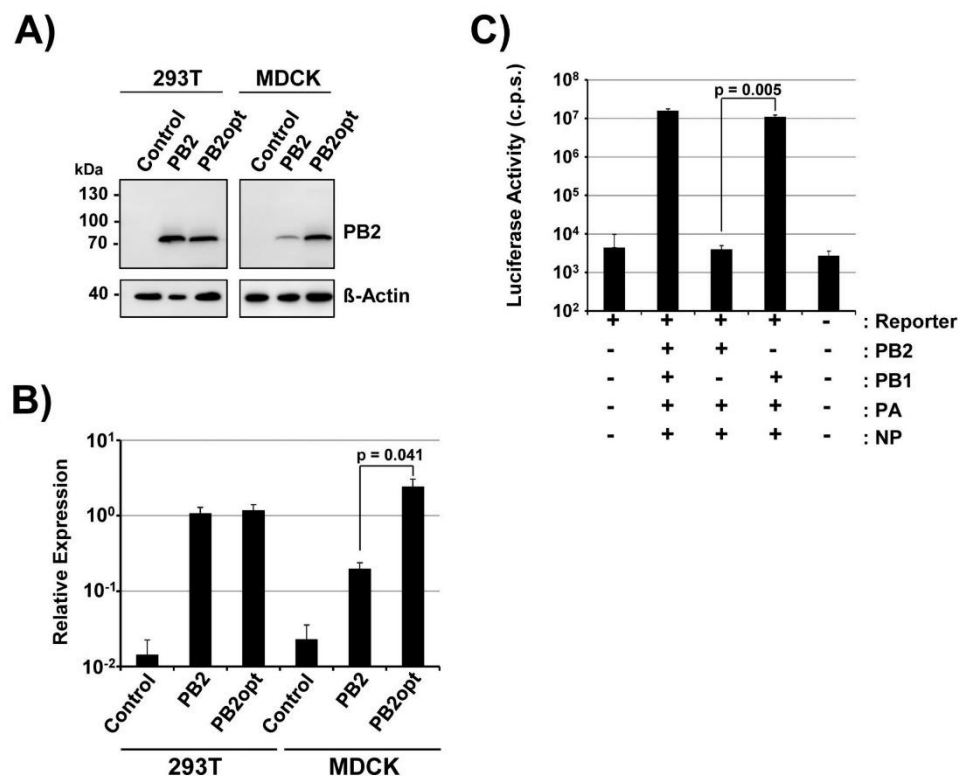 A)
293T MDCK
Control PB2 PB2opt Control PB2 PB2opt
kDa
130 -
100 -
70 -
PB2
40 -
ß-Actin
B)
Relative Expression
10¹
10⁰
10⁻¹
10⁻²
p = 0.041
Control PB2 PB2opt Control PB2 PB2opt
293T MDCK
C)
Luciferase Activity (c.p.s.)
10⁸
10⁷
10⁶
10⁵
10⁴
10³
10²
p = 0.005
+ + + + - : Reporter
- + + - - : PB2
- + - + - : PB1
- + + + - : PA
- + + + - : NP